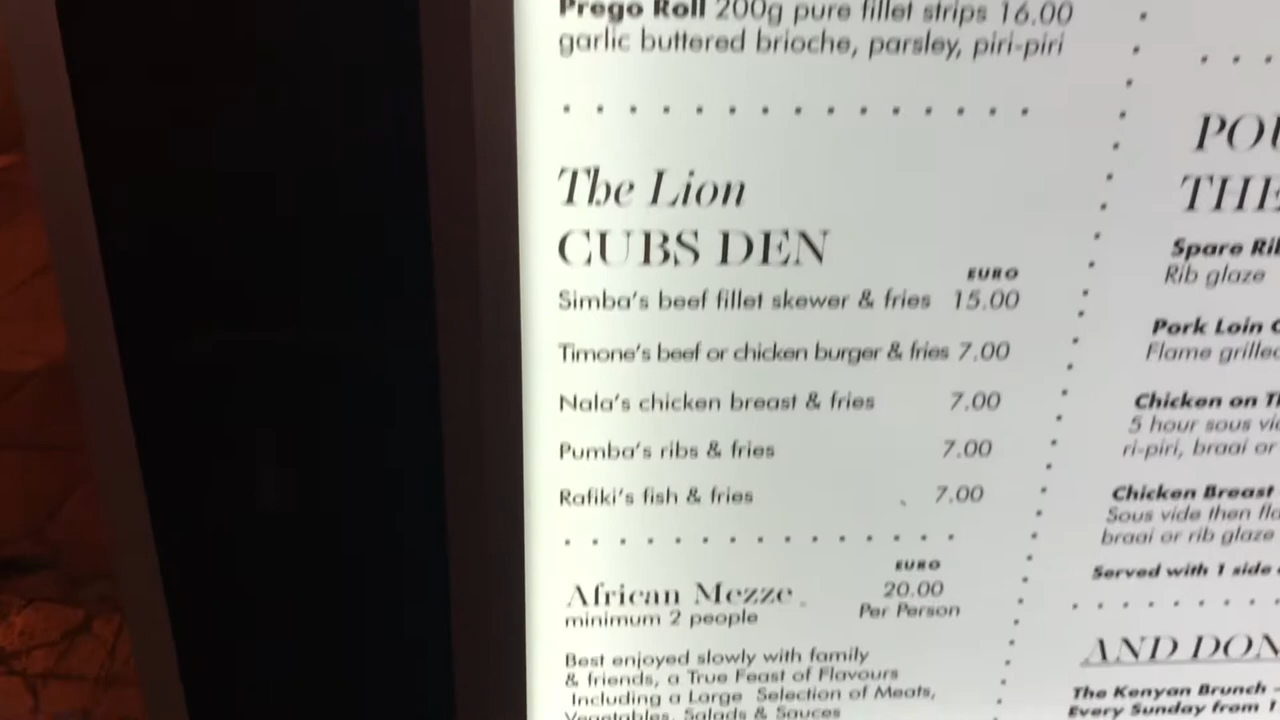 Prego Roll 200g pure fillet strips 16.00
garlic buttered brioche, parsley, piri-piri
The Lion
CUBS DEN
EURO
Simba's beef fillet skewer & fries 15.00
Timone's beef or chicken burger & fries 7.00
Nala's chicken breast & fries 7.00
Pumba's ribs & fries 7.00
Rafiki's fish & fries 7.00
EURO
African Mezze 20.00
minimum 2 people Per Person
Best enjoyed slowly with family
& friends, a True Feast of Flavours
Including a Large Selection of Meats,
Vegetables, Salads & Sauces
Spare
Rib glaze
Pork Loin
Flame
Chicken on
5 hour sous
braai or
Chicken Breast
Sous vide then
braai or rib glaze
Served with 1 side
AND
The Kenyan Brunch -
Every Sunday from